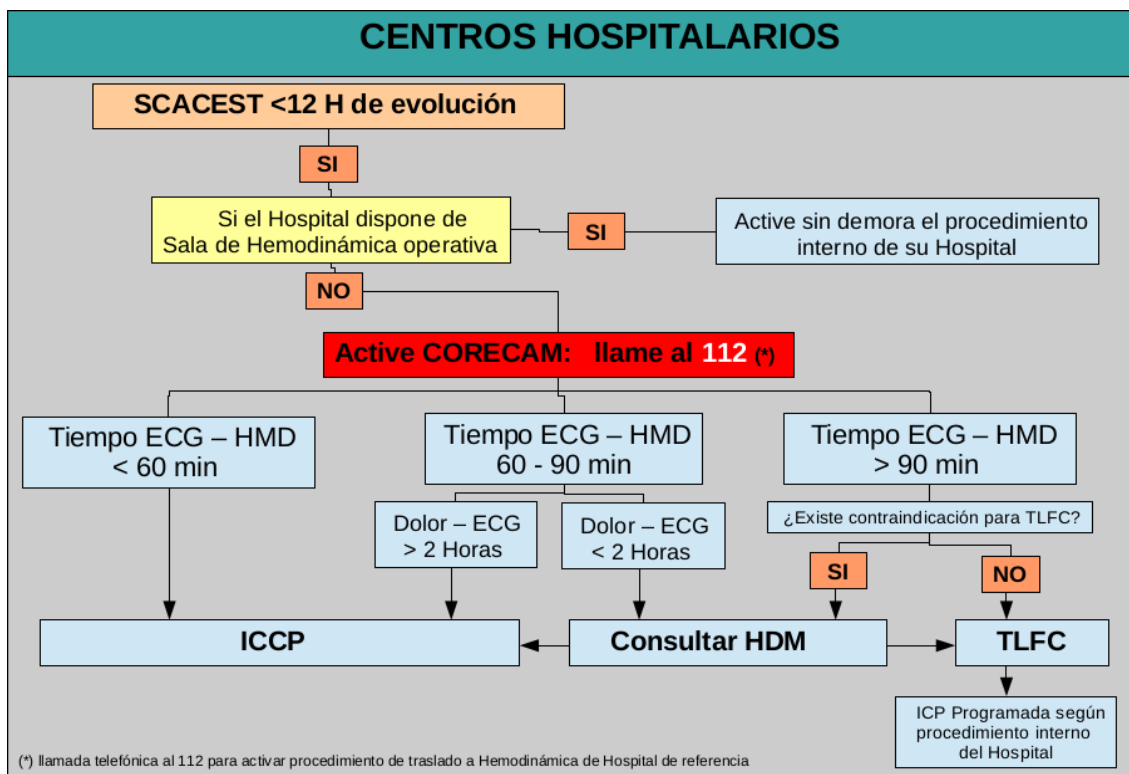 CENTROS HOSPITALARIOS
SCACEST <12 H de evolución
SI
Si el Hospital dispone de
Sala de Hemodinámica operativa
SI
Active sin demora el procedimiento
interno de su Hospital
NO
Active CORECAM: llame al 112 (*)
Tiempo ECG – HMD
< 60 min
Tiempo ECG – HMD
60 - 90 min
Tiempo ECG – HMD
> 90 min
Dolor – ECG
> 2 Horas
Dolor – ECG
< 2 Horas
¿Existe contraindicación para TLFC?
SI
NO
ICCP
Consultar HDM
TLFC
ICP Programada según
procedimiento interno
del Hospital
(*) llamada telefónica al 112 para activar procedimiento de traslado a Hemodinámica de Hospital de referencia